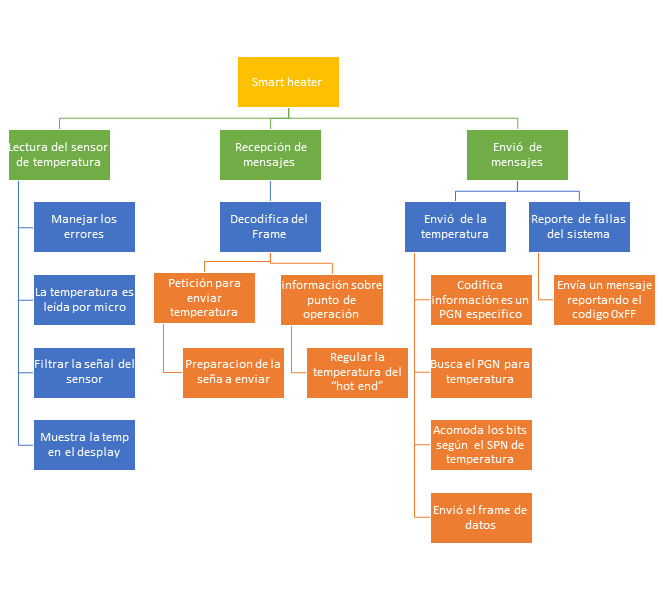 Smart heater
Lectura del sensor
de temperatura
Recepción de
mensajes
Envió de
mensajes
Manejar los
errores
Decodifica del
Frame
Envió de la
temperatura
Reporte de fallas
del sistema
La temperatura es
leída por micro
Petición para
enviar
temperatura
información sobre
punto de
operación
Codifica
información es un
PGN especifico
Envía un mensaje
reportando el
codigo 0xFF
Filtrar la señal del
sensor
Preparacion de la
seña a enviar
Regular la
temperatura del
“hot end”
Busca el PGN para
temperatura
Muestra la temp
en el desplay
Acomoda los bits
según el SPN de
temperatura
Envió el frame de
datos